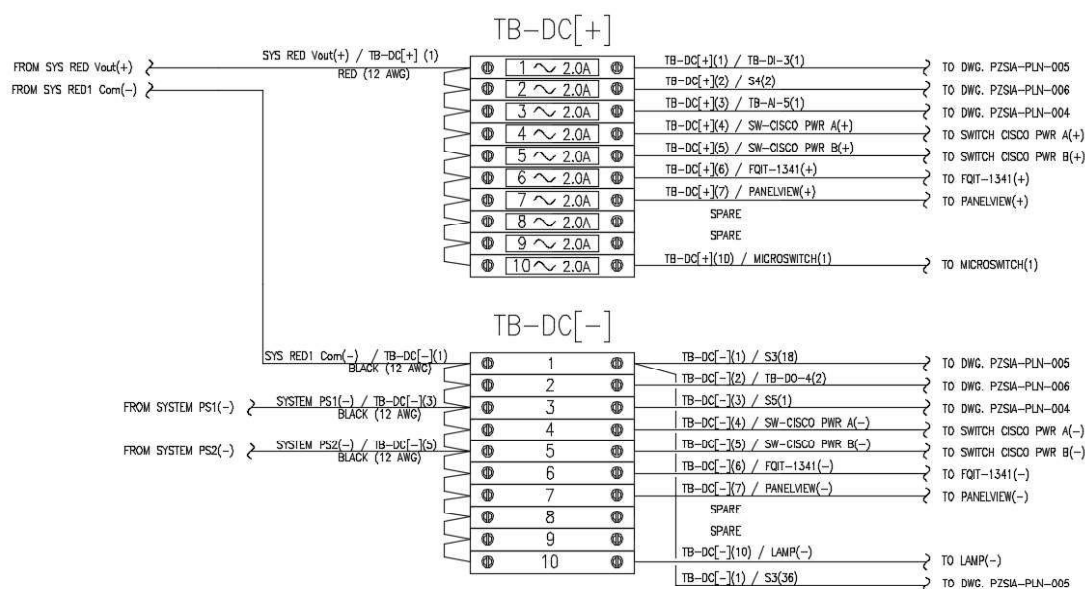 TB-DC[+]
SYS RED Vout(+) / TB-DC[+] (1)
FROM SYS RED Vout(+)
RED (12 AWG)
FROM SYS RED1 Com(-)
1 2.0A
TB-DC[+](1) / TB-DI-3(1)
TO DWG. PZSIA-PLN-005
2 2.0A
TB-DC[+](2) / S4(2)
TO DWG. PZSIA-PLN-006
3 2.0A
TB-DC[+](3) / TB-AI-5(1)
TO DWG. PZSIA-PLN-004
4 2.0A
TB-DC[+](4) / SW-CISCO PWR A(+)
TO SWITCH CISCO PWR A(+)
5 2.0A
TB-DC[+](5) / SW-CISCO PWR B(+)
TO SWITCH CISCO PWR B(+)
6 2.0A
TB-DC[+](6) / FQIT-1341(+)
TO FQIT-1341(+)
7 2.0A
TB-DC[+](7) / PANELVIEW(+)
TO PANELVIEW(+)
8 2.0A
SPARE
9 2.0A
SPARE
10 2.0A
TB-DC[+](10) / MICROSWITCH(1)
TO MICROSWITCH(1)
TB-DC[-]
SYS RED1 Com(-) / TB-DC[-](1)
BLACK (12 AWG)
1
TB-DC[-](1) / S3(18)
TO DWG. PZSIA-PLN-005
2
TB-DC[-](2) / TB-DO-4(2)
TO DWG. PZSIA-PLN-006
FROM SYSTEM PS1(-)
SYSTEM PS1(-) / TB-DC[-](3)
BLACK (12 AWG)
3
TB-DC[-](3) / S5(1)
TO DWG. PZSIA-PLN-004
4
TB-DC[-](4) / SW-CISCO PWR A(-)
TO SWITCH CISCO PWR A(-)
FROM SYSTEM PS2(-)
SYSTEM PS2(-) / TB-DC[-](5)
BLACK (12 AWG)
5
TB-DC[-](5) / SW-CISCO PWR B(-)
TO SWITCH CISCO PWR B(-)
6
TB-DC[-](6) / FQIT-1341(-)
TO FQIT-1341(-)
7
TB-DC[-](7) / PANELVIEW(-)
TO PANELVIEW(-)
8
SPARE
9
SPARE
10
TB-DC[-](10) / LAMP(-)
TO LAMP(-)
TB-DC[-](1) / S3(36)
TO DWG. PZSIA-PLN-005